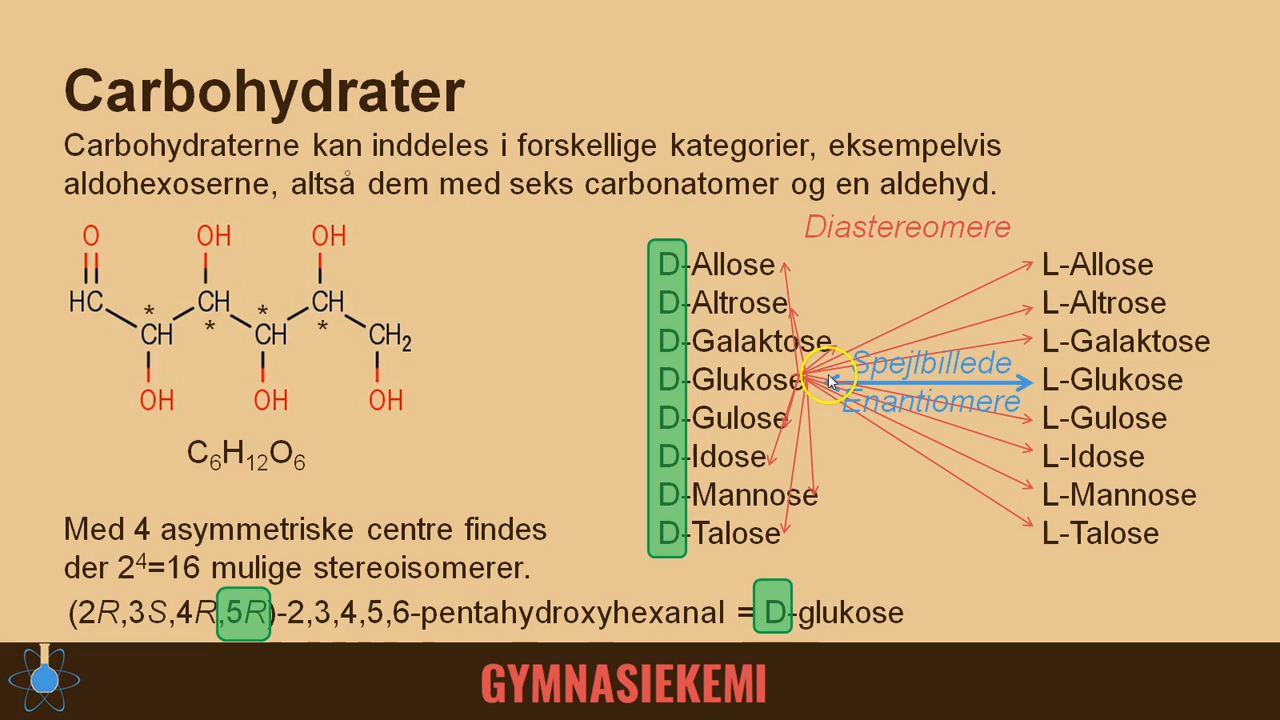 Carbohydrater
Carbohydraterne kan inddeles i forskellige kategorier, eksempelvis
aldohexoserne, altså dem med seks carbonatomer og en aldehyd.
O OH OH
HC * CH * CH
CH * CH * CH₂
OH OH OH
C₆H₁₂O₆
Med 4 asymmetriske centre findes
der 2⁴=16 mulige stereoisomerer.
Diastereomere
D-Allose
D-Altrose
D-Galaktose
D-Glukose
D-Gulose
D-Idose
D-Mannose
D-Talose
Spejlbillede
Enantiomere
L-Allose
L-Altrose
L-Galaktose
L-Glukose
L-Gulose
L-Idose
L-Mannose
L-Talose
(2R,3S,4R,5R)-2,3,4,5,6-pentahydroxyhexanal = D-glukose
GYMNASIEKEMI